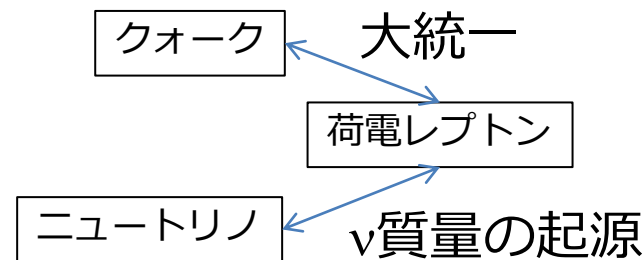 クォーク
大統一
荷電レプトン
ニュートリノ
ν質量の起源